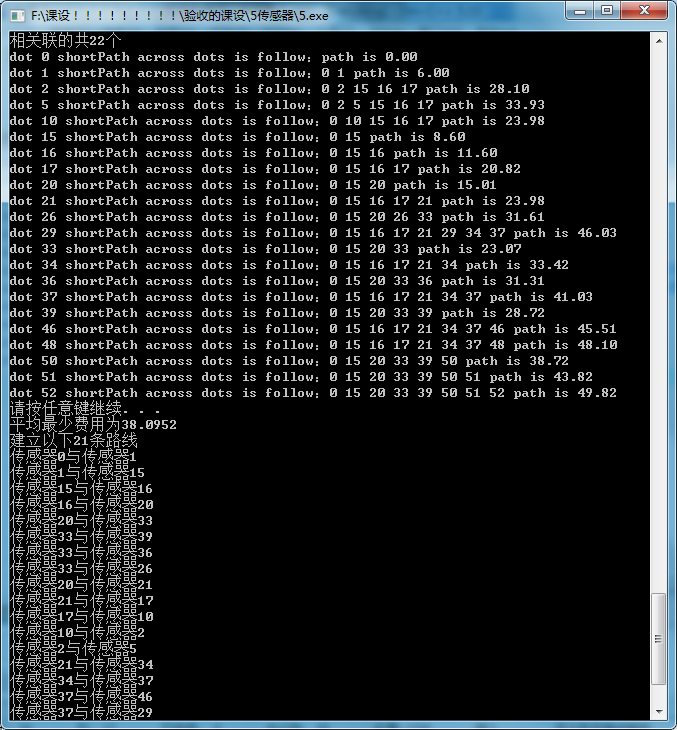 F:\课设！！！！！！！！！\验收的课设\5传感器\5.exe
相关联的共22个
dot 0 shortPath across dots is follow：path is 0.00
dot 1 shortPath across dots is follow：0 1 path is 6.00
dot 2 shortPath across dots is follow：0 2 15 16 17 path is 28.10
dot 5 shortPath across dots is follow：0 2 5 15 16 17 path is 33.93
dot 10 shortPath across dots is follow：0 10 15 16 17 path is 23.98
dot 15 shortPath across dots is follow：0 15 path is 8.60
dot 16 shortPath across dots is follow：0 15 16 path is 11.60
dot 17 shortPath across dots is follow：0 15 16 17 path is 20.82
dot 20 shortPath across dots is follow：0 15 20 path is 15.01
dot 21 shortPath across dots is follow：0 15 16 17 21 path is 23.98
dot 26 shortPath across dots is follow：0 15 20 26 33 path is 31.61
dot 29 shortPath across dots is follow：0 15 16 17 21 29 34 37 path is 46.03
dot 33 shortPath across dots is follow：0 15 20 33 path is 23.07
dot 34 shortPath across dots is follow：0 15 16 17 21 34 path is 33.42
dot 36 shortPath across dots is follow：0 15 20 33 36 path is 31.31
dot 37 shortPath across dots is follow：0 15 16 17 21 34 37 path is 41.03
dot 39 shortPath across dots is follow：0 15 20 33 39 path is 28.72
dot 46 shortPath across dots is follow：0 15 16 17 21 34 37 46 path is 45.51
dot 48 shortPath across dots is follow：0 15 16 17 21 34 37 48 path is 48.10
dot 50 shortPath across dots is follow：0 15 20 33 39 50 path is 38.72
dot 51 shortPath across dots is follow：0 15 20 33 39 50 51 path is 43.82
dot 52 shortPath across dots is follow：0 15 20 33 39 50 51 52 path is 49.82
请按任意键继续. . .
平均最少费用为38.0952
建立以下21条路线
传感器0与传感器1
传感器1与传感器15
传感器15与传感器16
传感器16与传感器20
传感器20与传感器33
传感器33与传感器39
传感器33与传感器36
传感器33与传感器26
传感器20与传感器21
传感器21与传感器17
传感器17与传感器10
传感器10与传感器2
传感器2与传感器5
传感器21与传感器34
传感器34与传感器37
传感器37与传感器46
传感器37与传感器29